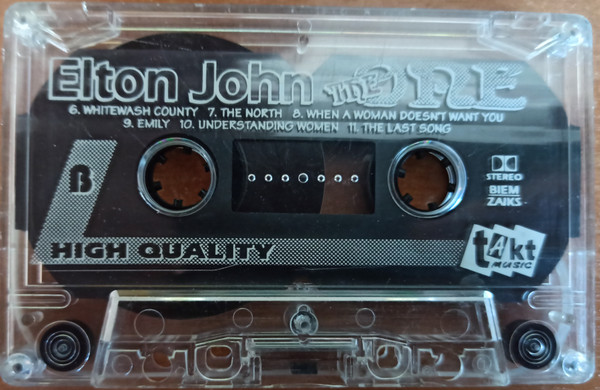 Elton John THE ONE
6. WHITEWASH COUNTY 7. THE NORTH 8. WHEN A WOMAN DOESN'T WANT YOU
9. EMILY 10. UNDERSTANDING WOMEN 11. THE LAST SONG
B
STEREO
BIEM
ZAIKS
HIGH QUALITY
tAkt
MUSIC